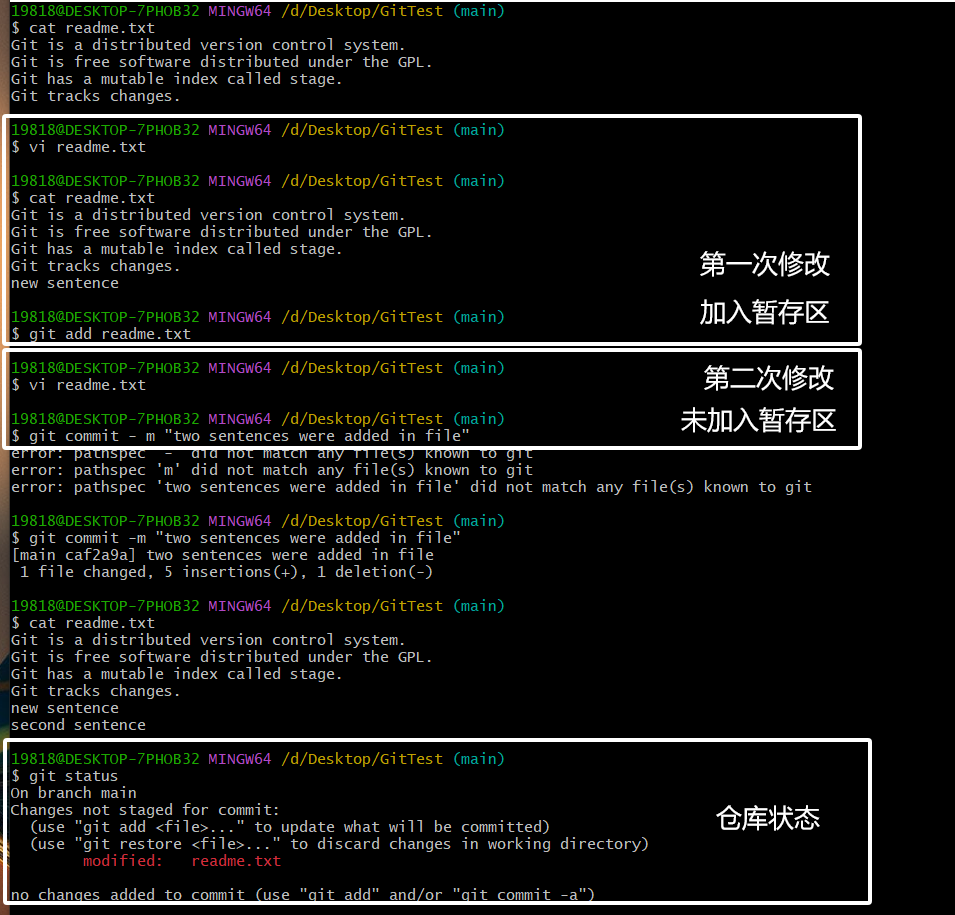 19818@DESKTOP-7PHOB32 MINGW64 /d/Desktop/GitTest (main)
$ cat readme.txt
Git is a distributed version control system.
Git is free software distributed under the GPL.
Git has a mutable index called stage.
Git tracks changes.
19818@DESKTOP-7PHOB32 MINGW64 /d/Desktop/GitTest (main)
$ vi readme.txt
19818@DESKTOP-7PHOB32 MINGW64 /d/Desktop/GitTest (main)
$ cat readme.txt
Git is a distributed version control system.
Git is free software distributed under the GPL.
Git has a mutable index called stage.
Git tracks changes.
new sentence
第一次修改
加入暂存区
19818@DESKTOP-7PHOB32 MINGW64 /d/Desktop/GitTest (main)
$ git add readme.txt
19818@DESKTOP-7PHOB32 MINGW64 /d/Desktop/GitTest (main)
$ vi readme.txt
第二次修改
未加入暂存区
19818@DESKTOP-7PHOB32 MINGW64 /d/Desktop/GitTest (main)
$ git commit - m "two sentences were added in file"
error: pathspec '-' did not match any file(s) known to git
error: pathspec 'm' did not match any file(s) known to git
error: pathspec 'two sentences were added in file' did not match any file(s) known to git
19818@DESKTOP-7PHOB32 MINGW64 /d/Desktop/GitTest (main)
$ git commit -m "two sentences were added in file"
[main caf2a9a] two sentences were added in file
1 file changed, 5 insertions(+), 1 deletion(-)
19818@DESKTOP-7PHOB32 MINGW64 /d/Desktop/GitTest (main)
$ cat readme.txt
Git is a distributed version control system.
Git is free software distributed under the GPL.
Git has a mutable index called stage.
Git tracks changes.
new sentence
second sentence
19818@DESKTOP-7PHOB32 MINGW64 /d/Desktop/GitTest (main)
$ git status
On branch main
Changes not staged for commit:
(use "git add <file>..." to update what will be committed)
(use "git restore <file>..." to discard changes in working directory)
modified: readme.txt
仓库状态
no changes added to commit (use "git add" and/or "git commit -a")